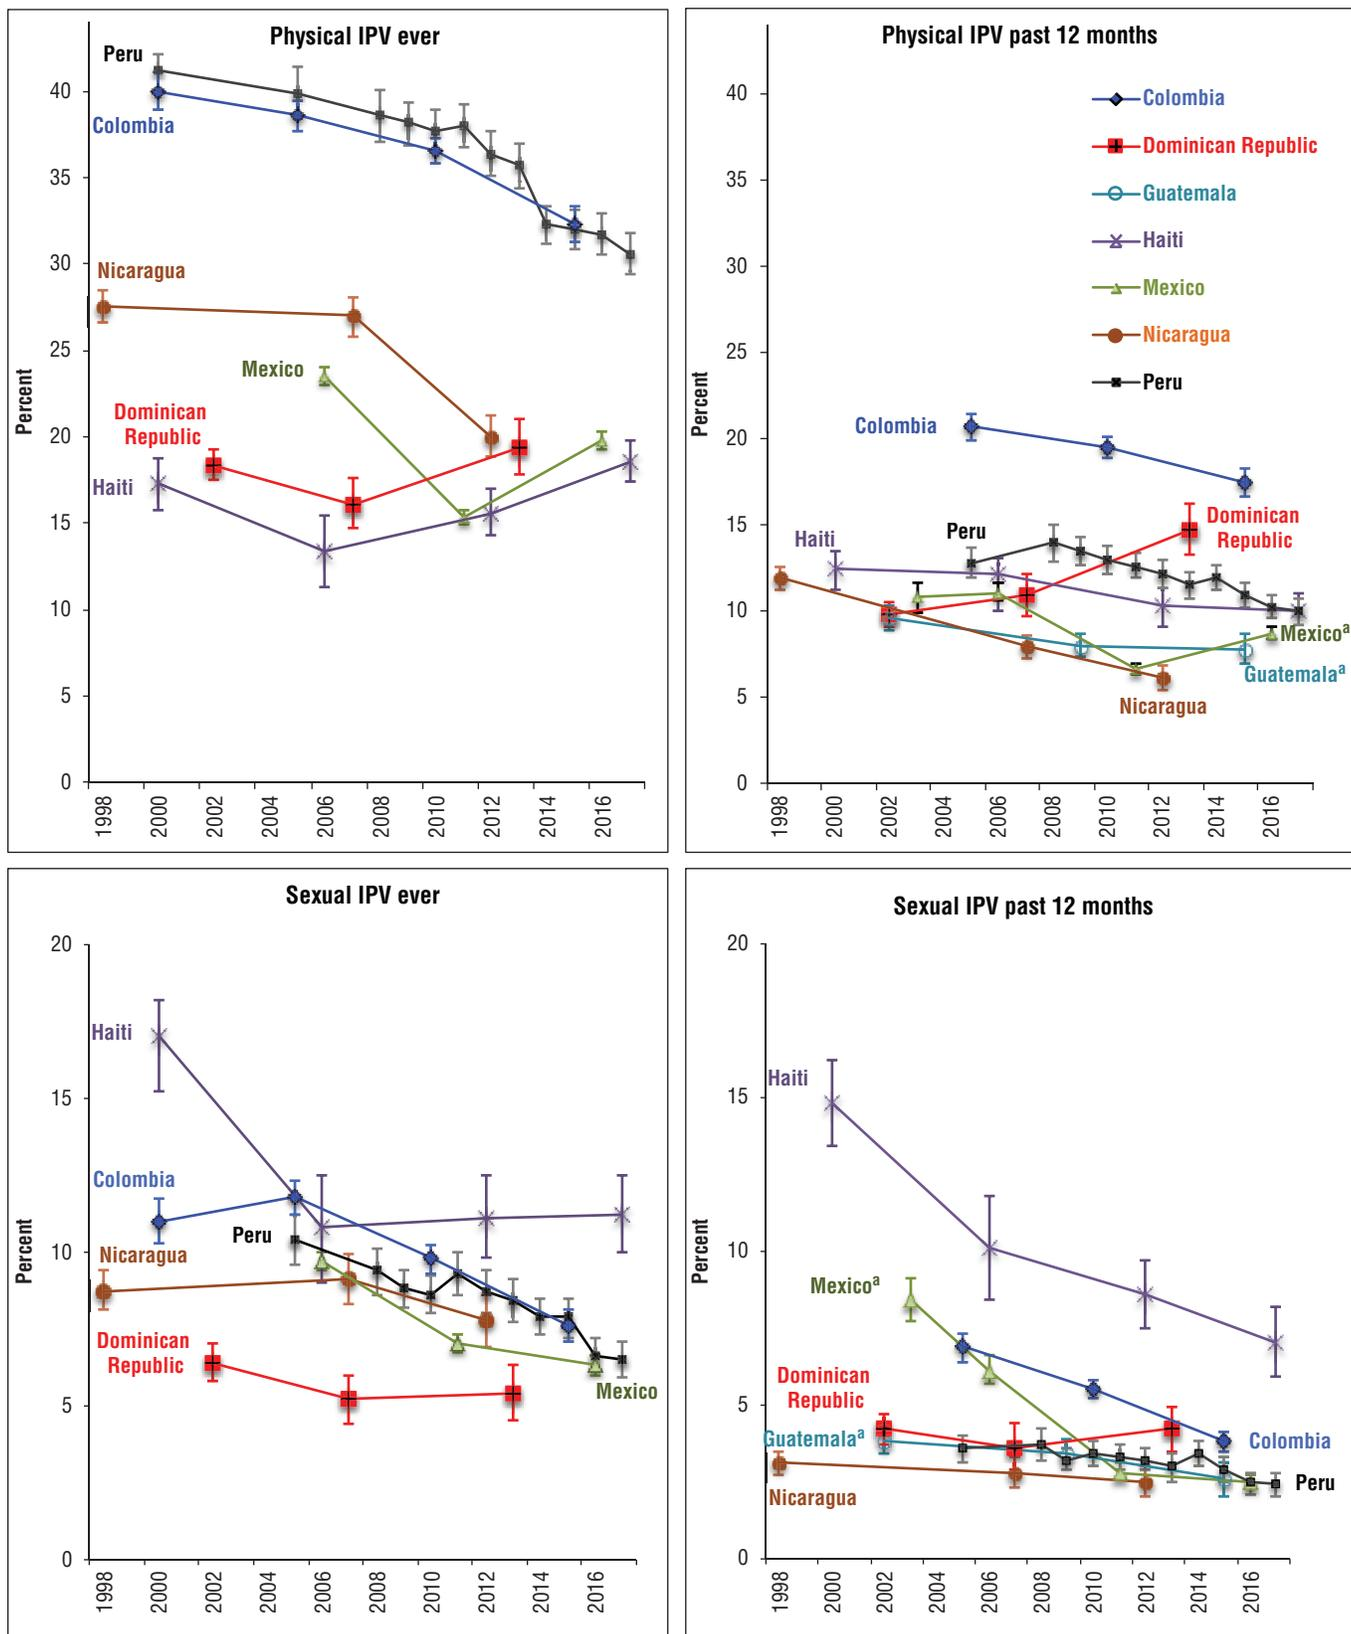 Physical IPV ever
Peru
Colombia
Nicaragua
Mexico
Dominican
Republic
Haiti
Percent
40
35
30
25
20
15
10
5
0
1998
2000
2002
2004
2006
2008
2010
2012
2014
2016
Physical IPV past 12 months
Colombia
Dominican Republic
Guatemala
Haiti
Mexico
Nicaragua
Peru
Colombia
Dominican
Republic
Peru
Haiti
Mexicoᵃ
Guatemalaᵃ
Nicaragua
Percent
40
35
30
25
20
15
10
5
0
1998
2000
2002
2004
2006
2008
2010
2012
2014
2016
Sexual IPV ever
Haiti
Colombia
Peru
Nicaragua
Dominican
Republic
Mexico
Percent
20
15
10
5
0
1998
2000
2002
2004
2006
2008
2010
2012
2014
2016
Sexual IPV past 12 months
Haiti
Mexicoᵃ
Dominican
Republic
Guatemalaᵃ
Colombia
Peru
Nicaragua
Percent
20
15
10
5
0
1998
2000
2002
2004
2006
2008
2010
2012
2014
2016